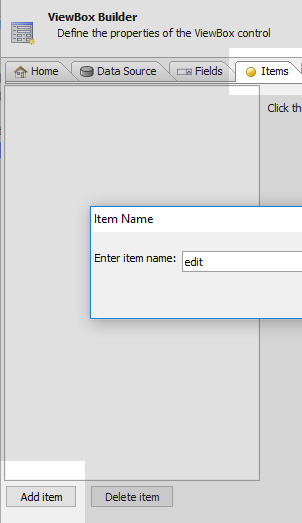 ViewBox Builder
Define the properties of the ViewBox control
Home Data Source Fields Items
Click th
Item Name
Enter item name: edit
Add item Delete item